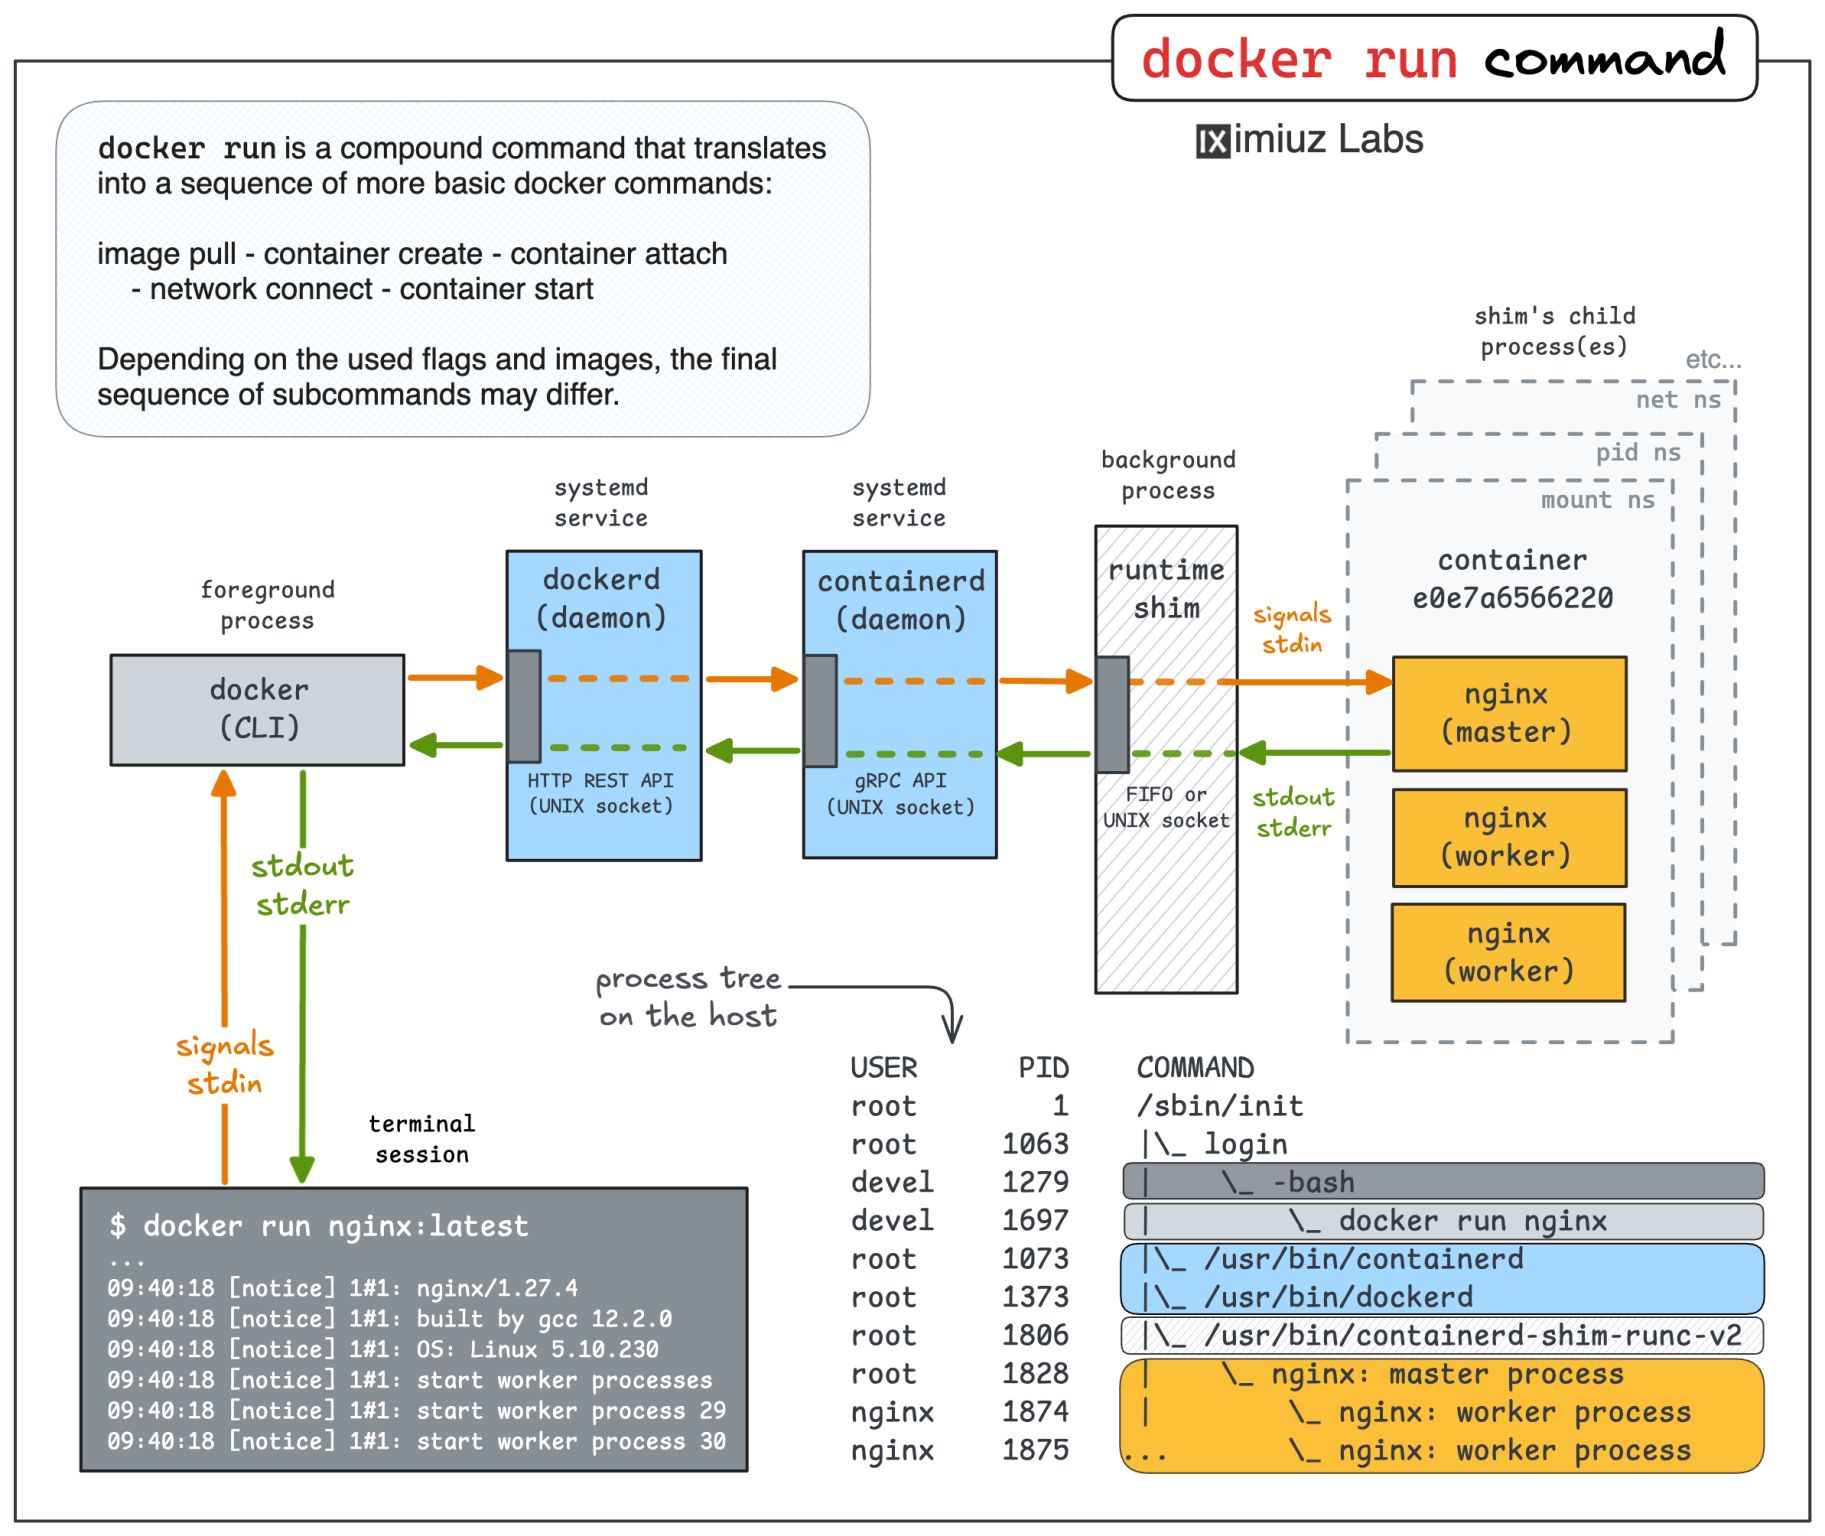 docker run command
iximiuz Labs
docker run is a compound command that translates
into a sequence of more basic docker commands:
image pull - container create - container attach
- network connect - container start
Depending on the used flags and images, the final
sequence of subcommands may differ.
shim's child
process(es)
etc...
net ns
pid ns
mount ns
container
e0e7a6566220
background
process
runtime
shim
systemd
service
systemd
service
dockerd
(daemon)
containerd
(daemon)
foreground
process
docker
(CLI)
signals
stdin
nginx
(master)
HTTP REST API
(UNIX socket)
gRPC API
(UNIX socket)
FIFO or
UNIX socket
stdout
stderr
nginx
(worker)
nginx
(worker)
stdout
stderr
signals
stdin
terminal
session
$ docker run nginx:latest
...
09:40:18 [notice] 1#1: nginx/1.27.4
09:40:18 [notice] 1#1: built by gcc 12.2.0
09:40:18 [notice] 1#1: OS: Linux 5.10.230
09:40:18 [notice] 1#1: start worker processes
09:40:18 [notice] 1#1: start worker process 29
09:40:18 [notice] 1#1: start worker process 30
process tree
on the host
USER PID COMMAND
root 1 /sbin/init
root 1063 |\_ login
devel 1279 | \_ -bash
devel 1697 | \_ docker run nginx
root 1073 |\_ /usr/bin/containerd
root 1373 |\_ /usr/bin/dockerd
root 1806 |\_ /usr/bin/containerd-shim-runc-v2
root 1828 | \_ nginx: master process
nginx 1874 | \_ nginx: worker process
nginx 1875 ... \_ nginx: worker process